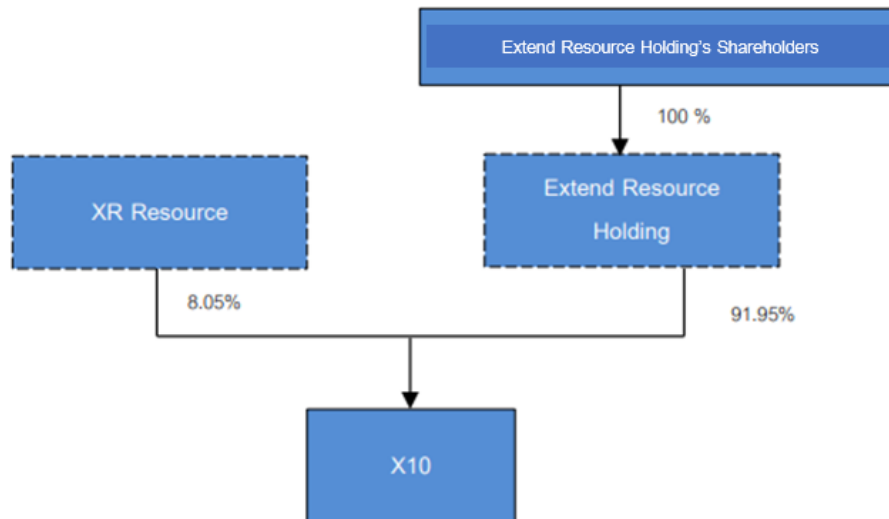 Extend Resource Holding's Shareholders
100 %
XR Resource
Extend Resource
Holding
8.05%
91.95%
X10